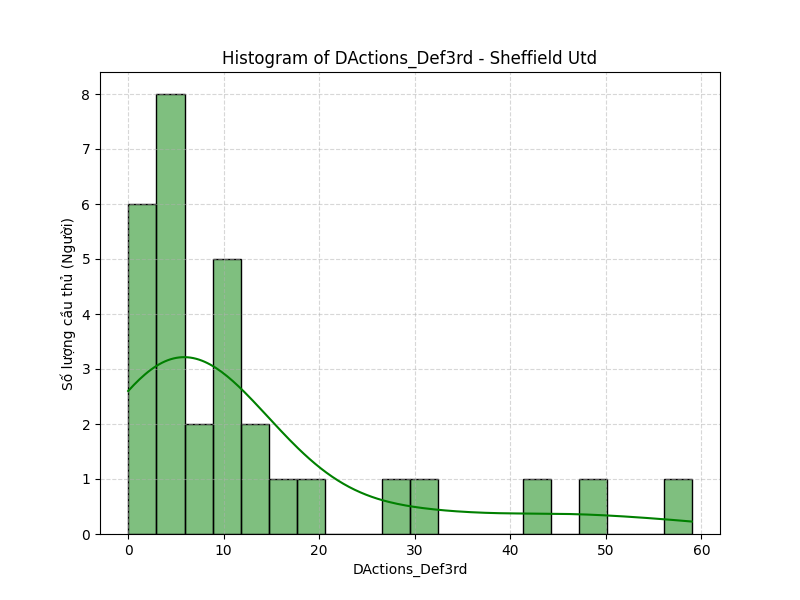 Histogram of DActions_Def3rd - Sheffield Utd
8
7
6
5
4
3
2
1
0
Số lượng cầu thủ (Người)
0 10 20 30 40 50 60
DActions_Def3rd